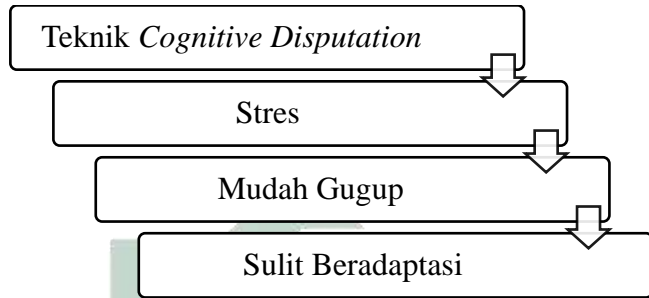 Teknik Cognitive Disputation
Stres
Mudah Gugup
Sulit Beradaptasi